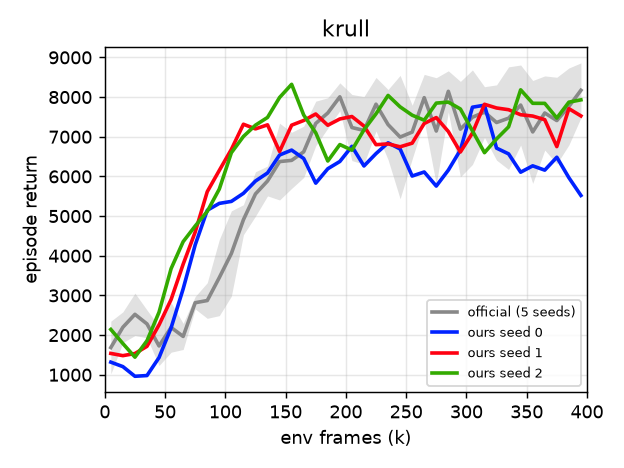 krull
9000
8000
7000
6000
5000
4000
3000
2000
1000
episode return
0 50 100 150 200 250 300 350 400
env frames (k)
official (5 seeds)
ours seed 0
ours seed 1
ours seed 2